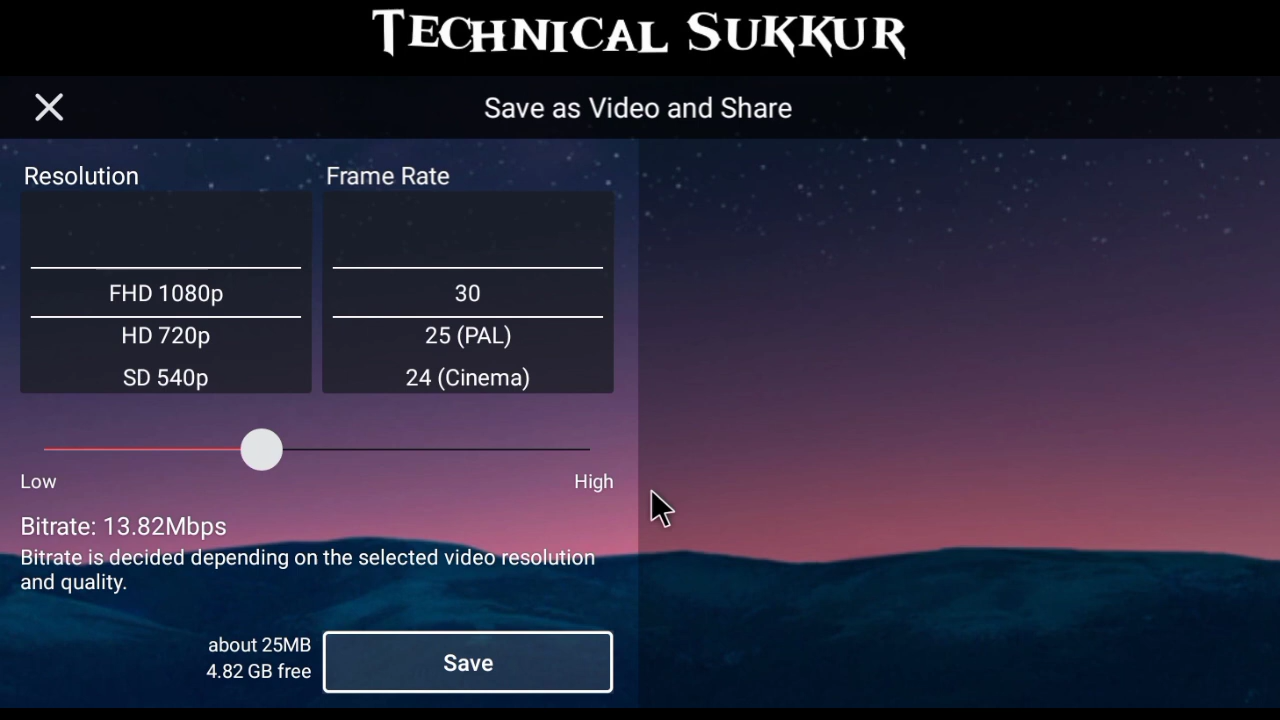 TECHNICAL SUKKUR
Save as Video and Share
Resolution
Frame Rate
FHD 1080p
HD 720p
SD 540p
30
25 (PAL)
24 (Cinema)
Low
High
Bitrate: 13.82Mbps
Bitrate is decided depending on the selected video resolution
and quality.
about 25MB
4.82 GB free
Save